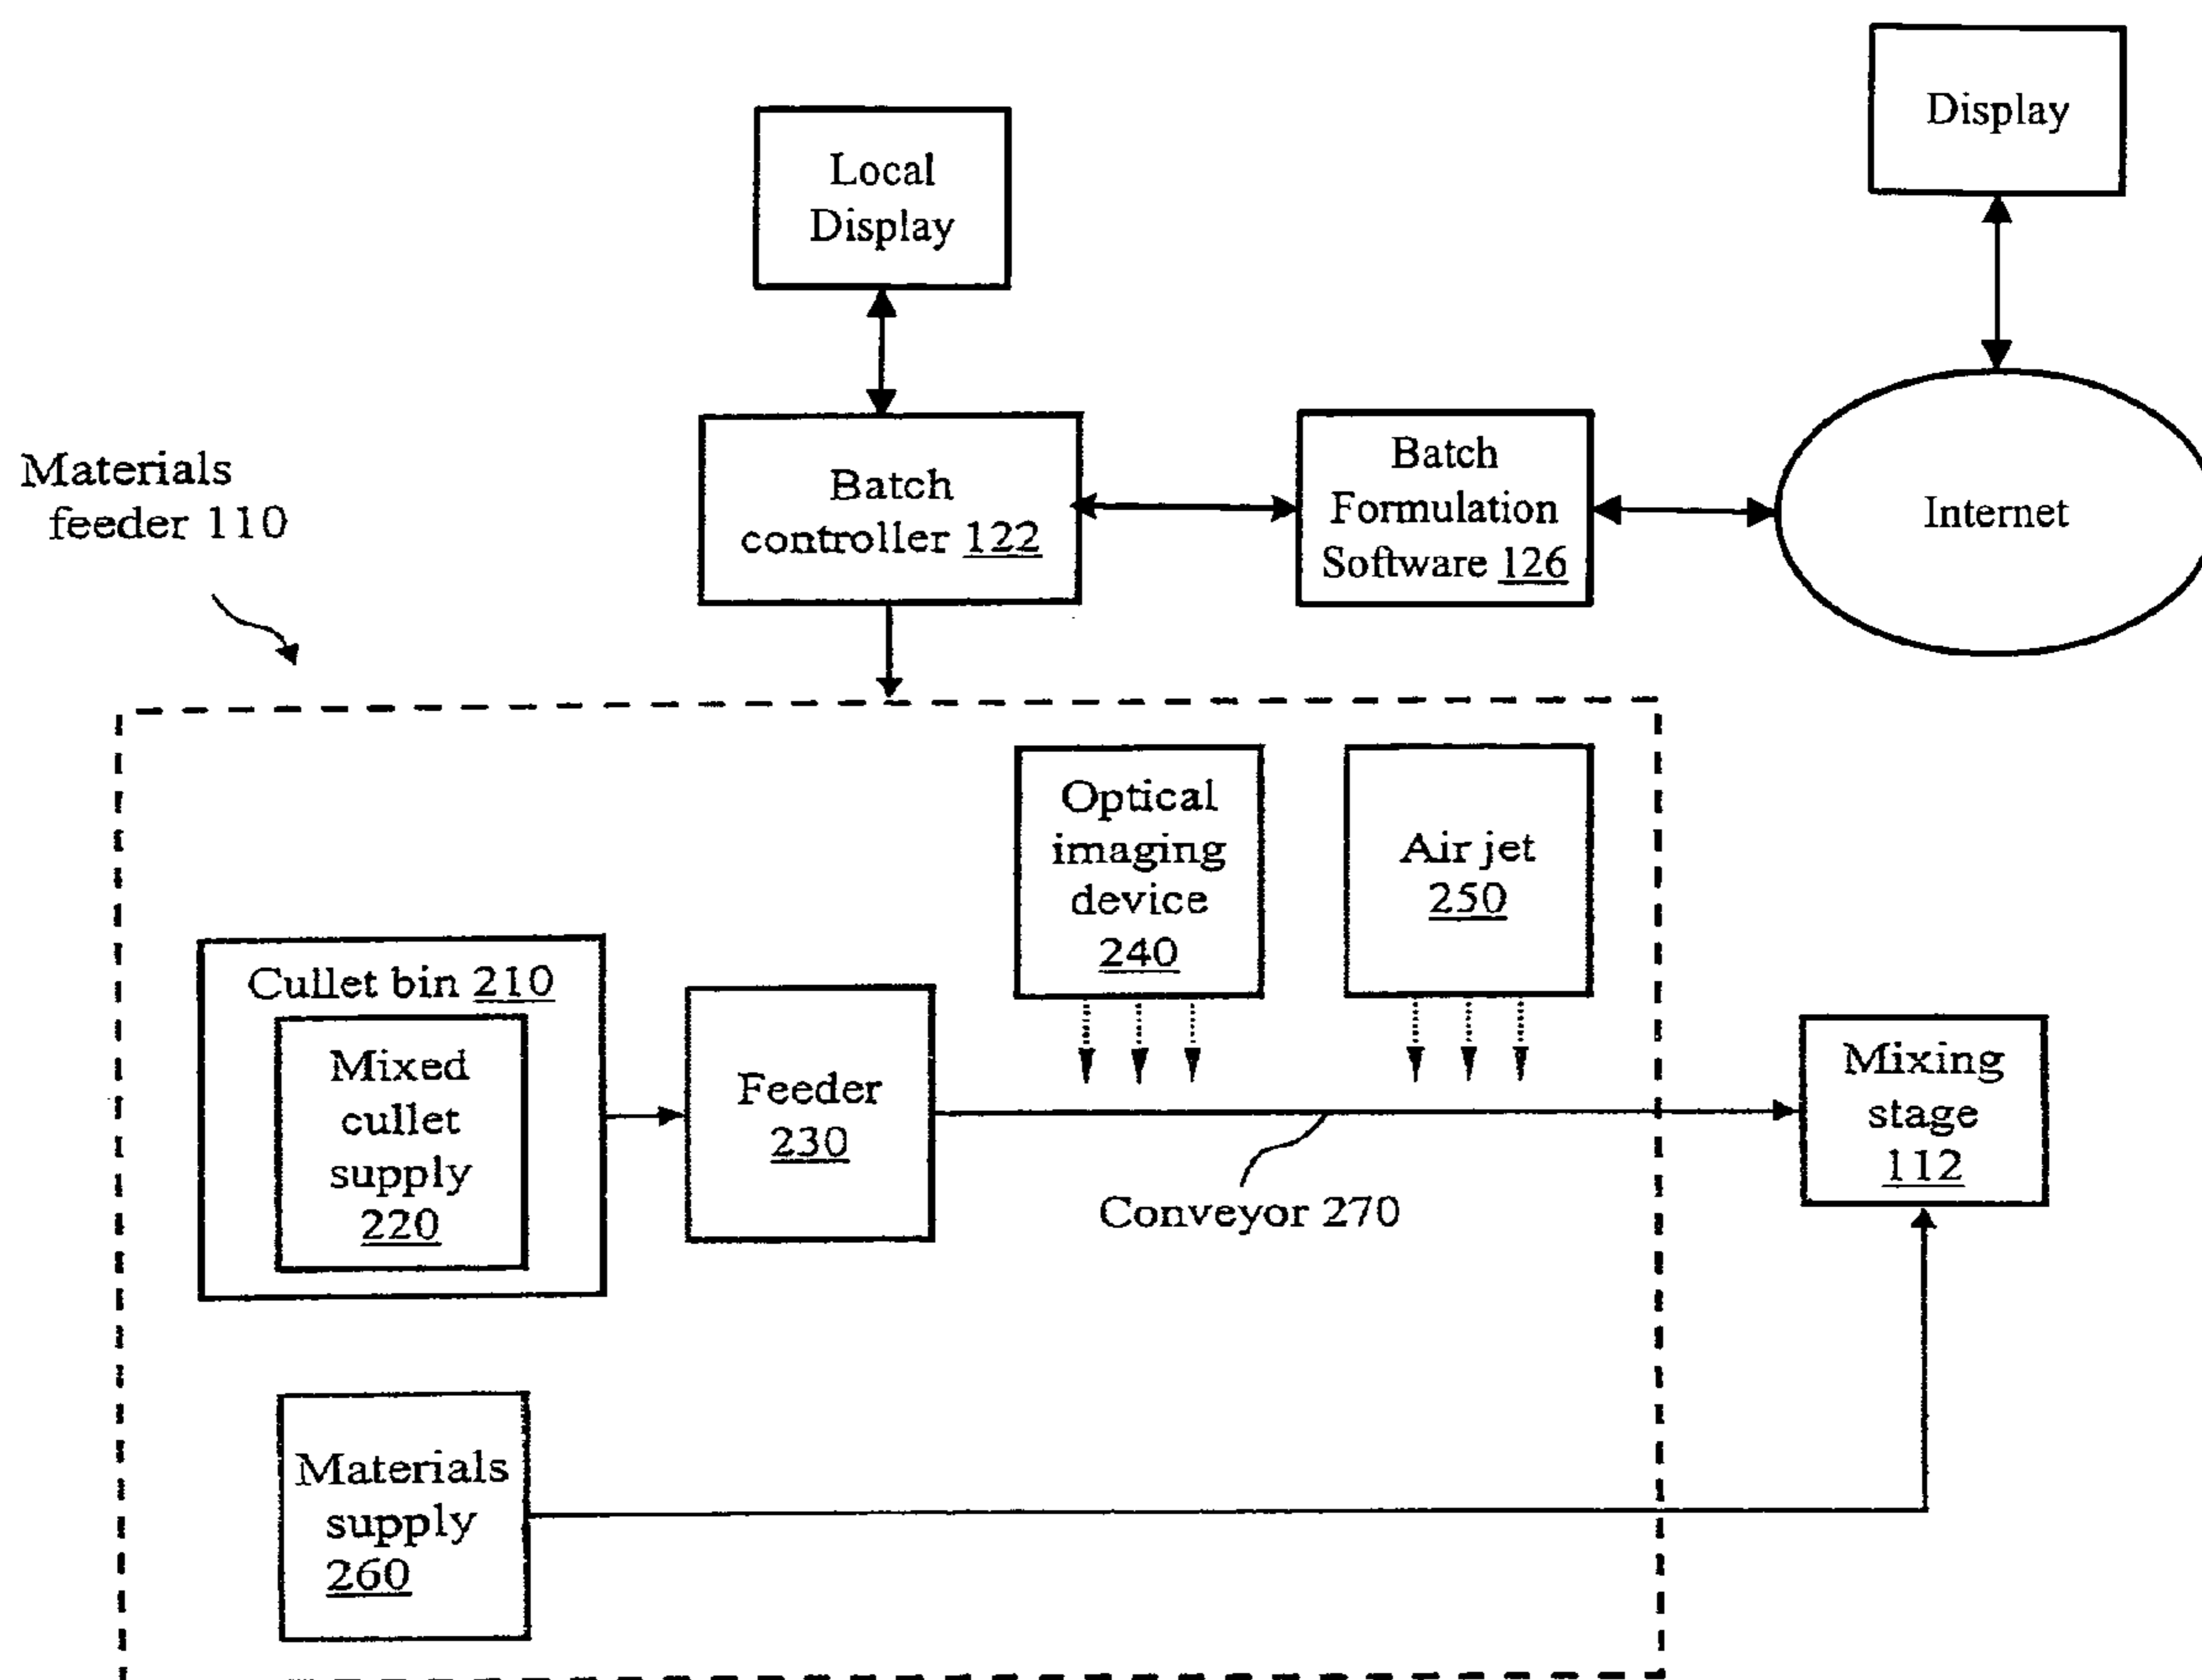 Display
Local
Display
Materials
feeder 110
Batch
controller 122
Batch
Formulation
Software 126
Internet
Optical
imaging
device
240
Air jet
250
Cullet bin 210
Mixed
cullet
supply
220
Feeder
230
Conveyor 270
Mixing
stage
112
Materials
supply
260